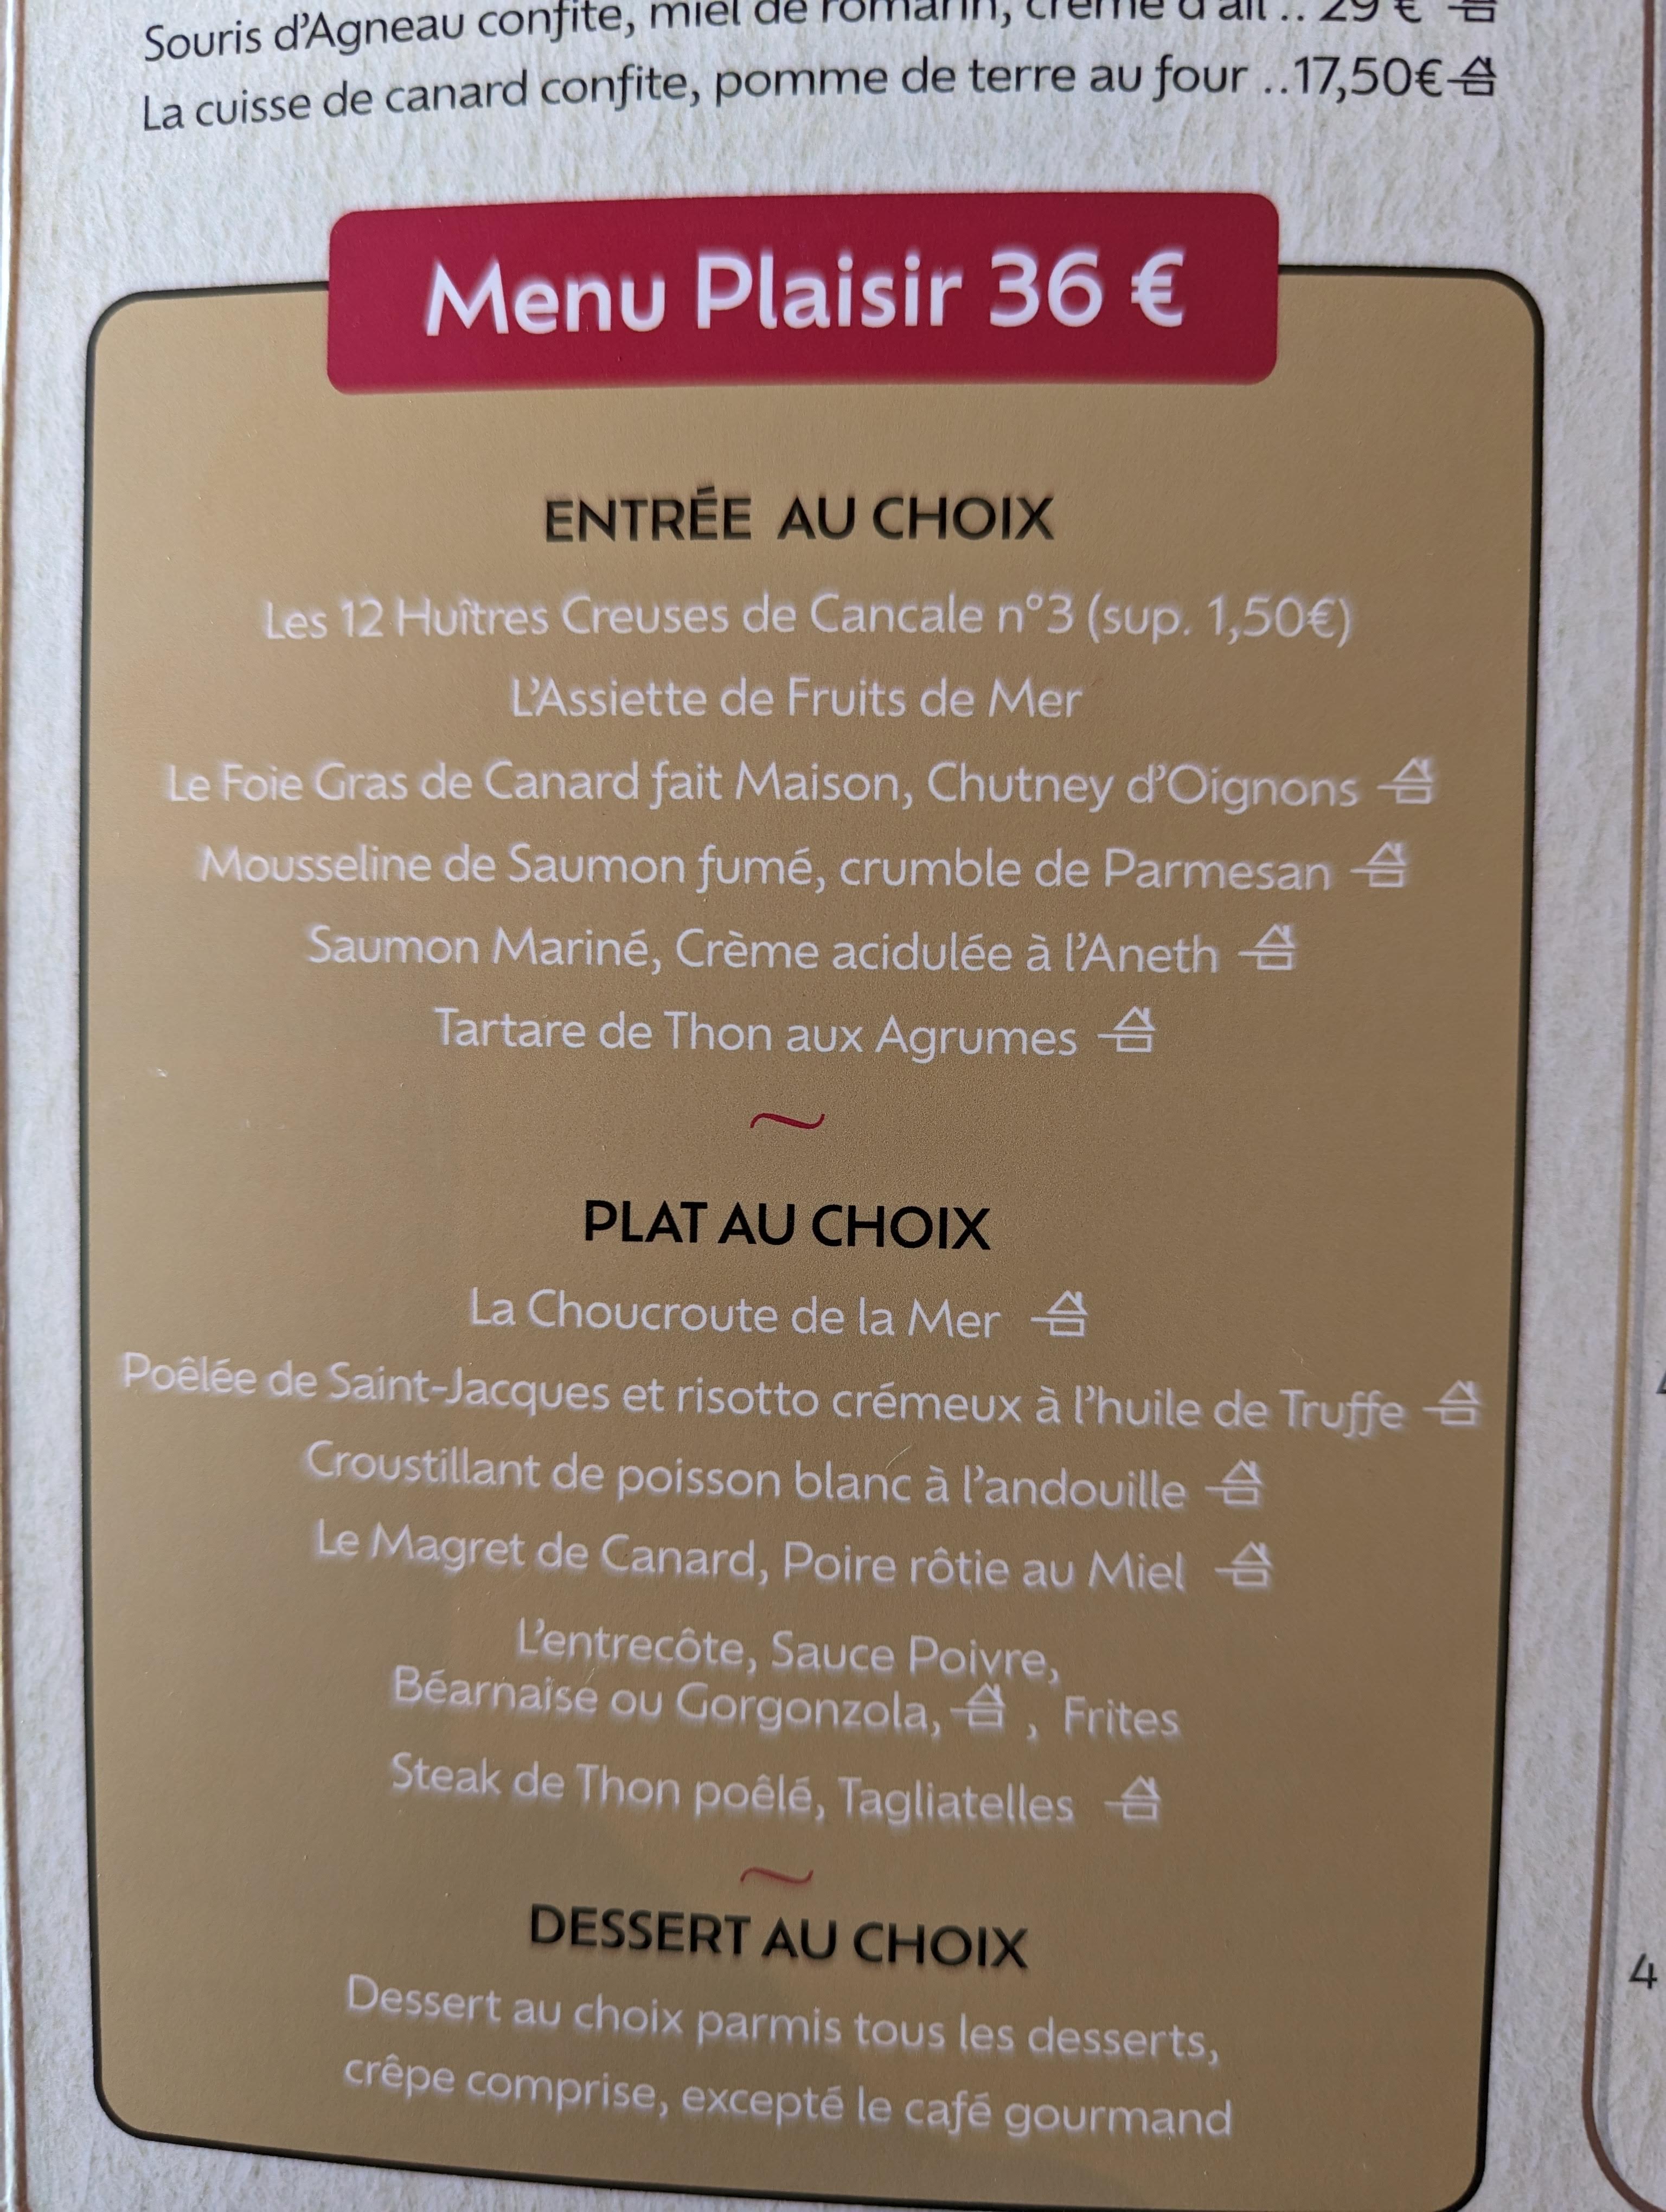 Souris d'Agneau confite, miel de romarin, crème d'ail .. 29 €
La cuisse de canard confite, pomme de terre au four ..17,50€
Menu Plaisir 36 €
ENTRÉE AU CHOIX
Les 12 Huîtres Creuses de Cancale n°3 (sup. 1,50€)
L'Assiette de Fruits de Mer
Le Foie Gras de Canard fait Maison, Chutney d'Oignons
Mousseline de Saumon fumé, crumble de Parmesan
Saumon Mariné, Crème acidulée à l'Aneth
Tartare de Thon aux Agrumes
~
PLAT AU CHOIX
La Choucroute de la Mer
Poêlée de Saint-Jacques et risotto crémeux à l'huile de Truffe
Croustillant de poisson blanc à l'andouille
Le Magret de Canard, Poire rôtie au Miel
L'entrecôte, Sauce Poivre,
Béarnaise ou Gorgonzola, , Frites
Steak de Thon poêlé, Tagliatelles
~
DESSERT AU CHOIX
Dessert au choix parmis tous les desserts,
crêpe comprise, excepté le café gourmand
4